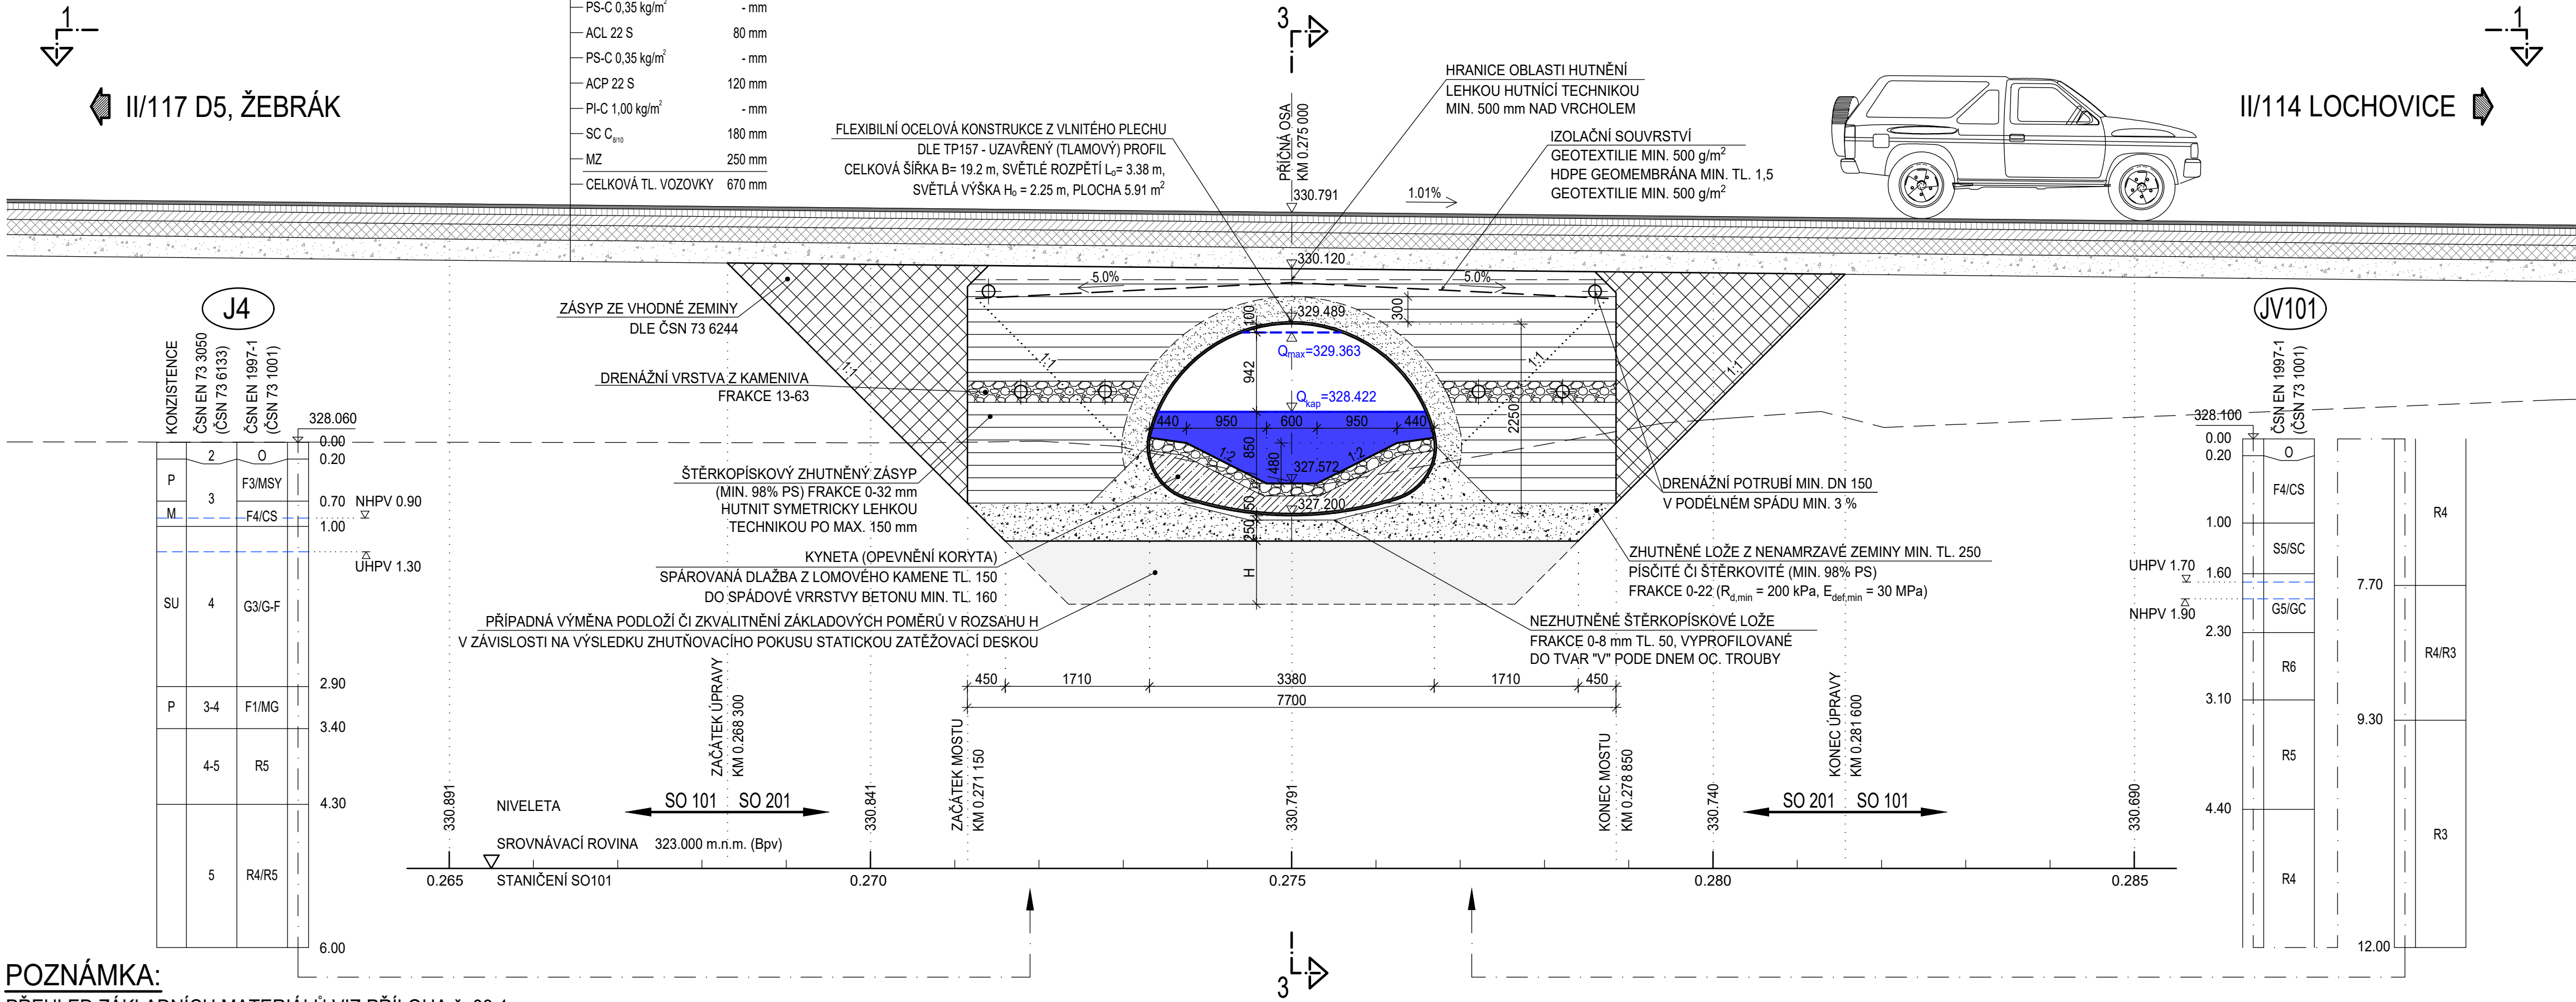 1
3
1
PS-C 0,35 kg/m² - mm
ACL 22 S 80 mm
PS-C 0,35 kg/m² - mm
ACP 22 S 120 mm
PI-C 1,00 kg/m² - mm
SC C8/10 180 mm
MZ 250 mm
CELKOVÁ TL. VOZOVKY 670 mm
II/117 D5, ŽEBRÁK
II/114 LOCHOVICE
FLEXIBILNÍ OCELOVÁ KONSTRUKCE Z VLNITÉHO PLECHU
DLE TP157 - UZAVŘENÝ (TLAMOVÝ) PROFIL
CELKOVÁ ŠÍŘKA B= 19.2 m, SVĚTLÉ ROZPĚTÍ Lo= 3.38 m,
SVĚTLÁ VÝŠKA Ho = 2.25 m, PLOCHA 5.91 m²
PŘÍČNÁ OSA
KM 0.275 000
HRANICE OBLASTI HUTNĚNÍ
LEHKOU HUTNÍCÍ TECHNIKOU
MIN. 500 mm NAD VRCHOLEM
IZOLAČNÍ SOUVRSTVÍ
GEOTEXTILIE MIN. 500 g/m²
HDPE GEOMEMBRÁNA MIN. TL. 1,5
GEOTEXTILIE MIN. 500 g/m²
330.791
1.01%
330.120
5.0%
5.0%
ZÁSYP ZE VHODNÉ ZEMINY
DLE ČSN 73 6244
100
329.489
300
Qmax=329.363
942
1:1
1:1
1:1
1:1
DRENÁŽNÍ VRSTVA Z KAMENIVA
FRAKCE 13-63
Qkap=328.422
440
950
600
950
440
2250
850
480
1:2
1:2
327.572
50
327.200
250
H
ŠTĚRKOPÍSKOVÝ ZHUTNĚNÝ ZÁSYP
(MIN. 98% PS) FRAKCE 0-32 mm
HUTNIT SYMETRICKY LEHKOU
TECHNIKOU PO MAX. 150 mm
KYNETA (OPEVNĚNÍ KORYTA)
SPÁROVANÁ DLAŽBA Z LOMOVÉHO KAMENE TL. 150
DO SPÁDOVÉ VRRSTVY BETONU MIN. TL. 160
PŘÍPADNÁ VÝMĚNA PODLOŽÍ ČI ZKVALITNĚNÍ ZÁKLADOVÝCH POMĚRŮ V ROZSAHU H
V ZÁVISLOSTI NA VÝSLEDKU ZHUTŇOVACÍHO POKUSU STATICKOU ZATĚŽOVACÍ DESKOU
DRENÁŽNÍ POTRUBÍ MIN. DN 150
V PODÉLNÉM SPÁDU MIN. 3 %
ZHUTNĚNÉ LOŽE Z NENAMRZAVÉ ZEMINY MIN. TL. 250
PÍSČITÉ ČI ŠTĚRKOVITÉ (MIN. 98% PS)
FRAKCE 0-22 (Rd,min = 200 kPa, Edef,min = 30 MPa)
NEZHUTNĚNÉ ŠTĚRKOPÍSKOVÉ LOŽE
FRAKCE 0-8 mm TL. 50, VYPROFILOVANÉ
DO TVAR "V" PODE DNEM OC. TROUBY
J4
KONZISTENCE
ČSN EN 73 3050
(ČSN 73 6133)
ČSN EN 1997-1
(ČSN 73 1001)
328.060
0.00
2 O
0.20
P
3
F3/MSY
0.70
NHPV 0.90
M
F4/CS
1.00
UHPV 1.30
SU 4 G3/G-F
2.90
P 3-4 F1/MG
3.40
4-5 R5
4.30
5 R4/R5
6.00
JV101
ČSN EN 1997-1
(ČSN 73 1001)
328.100
0.00
O
0.20
F4/CS
1.00
S5/SC
1.60
UHPV 1.70
G5/GC
NHPV 1.90
2.30
R6
3.10
R5
4.40
R4
R4
7.70
R4/R3
9.30
R3
12.00
450
1710
3380
1710
450
7700
ZAČÁTEK ÚPRAVY
KM 0.268 300
ZAČÁTEK MOSTU
KM 0.271 150
KONEC MOSTU
KM 0.278 850
KONEC ÚPRAVY
KM 0.281 600
SO 101 SO 201
SO 201 SO 101
NIVELETA
330.891
330.841
330.791
330.740
330.690
SROVNÁVACÍ ROVINA 323.000 m.n.m. (Bpv)
STANIČENÍ SO101
0.265
0.270
0.275
0.280
0.285
3
POZNÁMKA:
PŘEHLED ZÁKLADNÍCH MATERIÁLŮ VIZ PŘÍLOHA